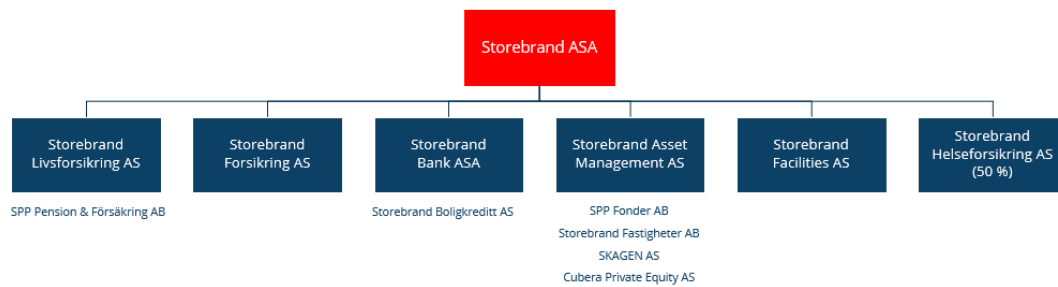 Storebrand ASA
Storebrand
Livsforsikring AS
Storebrand
Forsikring AS
Storebrand
Bank ASA
Storebrand Asset
Management AS
Storebrand
Facilities AS
Storebrand
Helseforsikring AS
(50 %)
SPP Pension & Försäkring AB
Storebrand Boligkreditt AS
SPP Fonder AB
Storebrand Fastigheter AB
SKAGEN AS
Cubera Private Equity AS